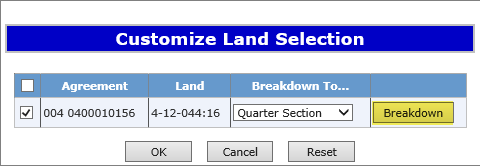 Customize Land Selection
Agreement Land Breakdown To...
004 0400010156 4-12-044:16 Quarter Section Breakdown
OK Cancel Reset